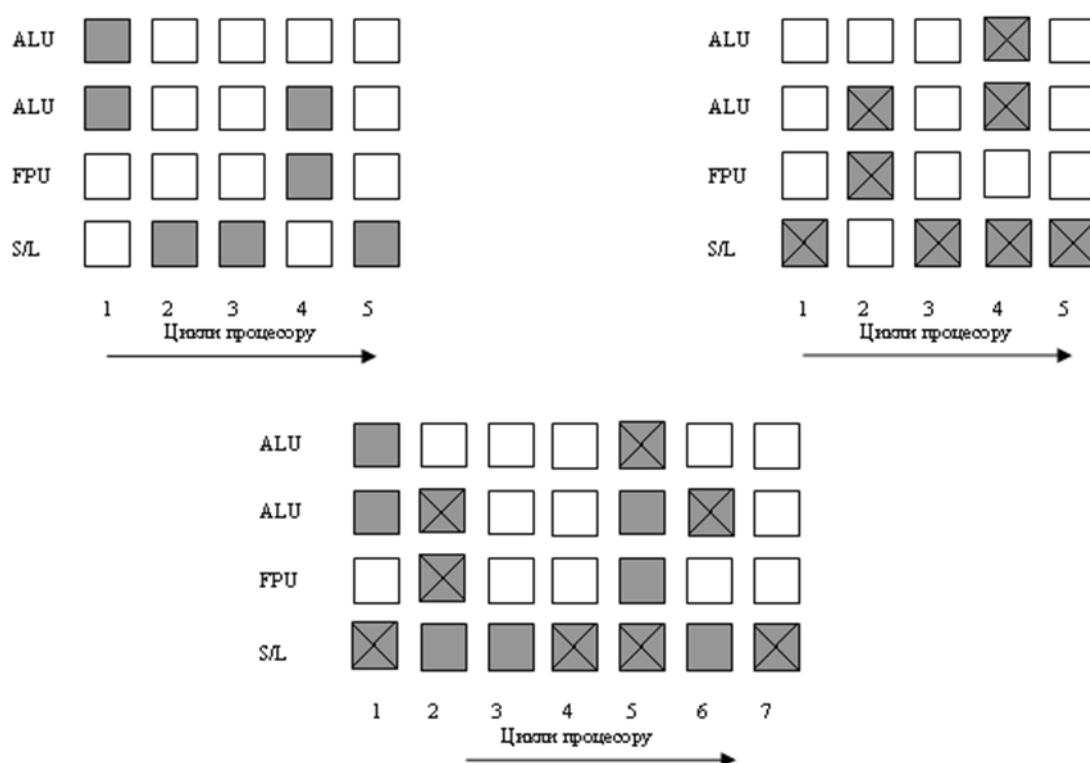 ALU
ALU
FPU
S/L
1 2 3 4 5
Цикли процесору
ALU
ALU
FPU
S/L
1 2 3 4 5
Цикли процесору
ALU
ALU
FPU
S/L
1 2 3 4 5 6 7
Цикли процесору